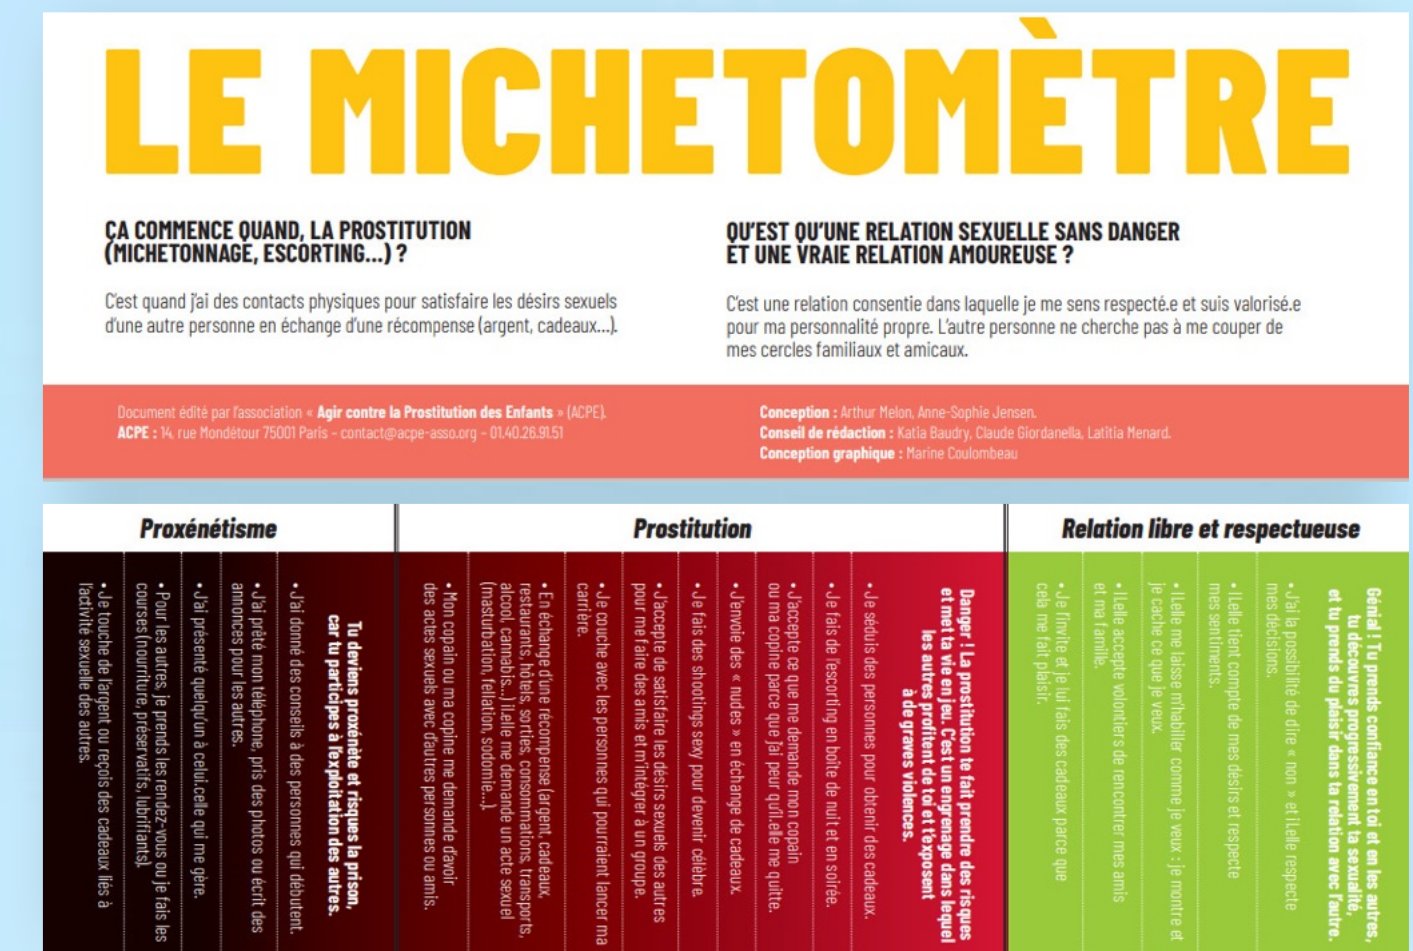 LE MICHETOMÈTRE
ÇA COMMENCE QUAND, LA PROSTITUTION
(MICHETONNAGE, ESCORTING...) ?
C'est quand j'ai des contacts physiques pour satisfaire les désirs sexuels
d'une autre personne en échange d'une récompense (argent, cadeaux...).
QU'EST QU'UNE RELATION SEXUELLE SANS DANGER
ET UNE VRAIE RELATION AMOUREUSE ?
C'est une relation consentie dans laquelle je me sens respecté.e et suis valorisé.e
pour ma personnalité propre. L'autre personne ne cherche pas à me couper de
mes cercles familiaux et amicaux.
Document édité par l'association « Agir contre la Prostitution des Enfants » (ACPE).
ACPE : 14, rue Mondétour 75001 Paris – contact@acpe-asso.org – 01.40.26.91.51
Conception : Arthur Melon, Anne-Sophie Jensen.
Conseil de rédaction : Katia Baudry, Claude Giordanella, Latitia Menard.
Conception graphique : Marine Coulombeau
Proxénétisme
Tu deviens proxénète et risques la prison,
car tu participes à l'exploitation des autres.
• J'ai donné des conseils à des personnes qui débutent.
• J'ai prêté mon téléphone, pris des photos ou écrit des
annonces pour les autres.
• J'ai présenté quelqu'un à celui.celle qui me gère.
• Pour les autres, je prends les rendez-vous ou je fais les
courses (nourriture, préservatifs, lubrifiants).
• Je touche de l'argent ou reçois des cadeaux liés à
l'activité sexuelle des autres.
Prostitution
Danger ! La prostitution te fait prendre des risques
et met ta vie en jeu. C'est un engrenage dans lequel
les autres profitent de toi et t'exposent
à de graves violences.
• Je séduis des personnes pour obtenir des cadeaux.
• Je fais de l'escorting en boîte de nuit et en soirée.
• J'accepte ce que me demande mon copain
ou ma copine parce que j'ai peur qu'il.elle me quitte.
• J'envoie des « nudes » en échange de cadeaux.
• Je fais des shootings sexy pour devenir célèbre.
• J'accepte de satisfaire les désirs sexuels des autres
pour me faire des amis et m'intégrer à un groupe.
• Je couche avec les personnes qui pourraient lancer ma
carrière.
• En échange d'une récompense (argent, cadeaux,
restaurants, hôtels, sorties, consommations, transports,
alcool, cannabis...) il.elle me demande un acte sexuel
(masturbation, fellation, sodomie...).
• Mon copain ou ma copine me demande d'avoir
des actes sexuels avec d'autres personnes ou amis.
Relation libre et respectueuse
Génial ! Tu prends confiance en toi et en les autres,
tu découvres progressivement ta sexualité,
et tu prends du plaisir dans ta relation avec l'autre.
• J'ai la possibilité de dire « non » et il.elle respecte
mes décisions.
• Il.elle tient compte de mes désirs et respecte
mes sentiments.
• Il.elle me laisse m'habiller comme je veux : je montre et
je cache ce que je veux.
• Il.elle accepte volontiers de rencontrer mes amis
et ma famille.
• Je l'invite et je lui fais des cadeaux parce que
cela me fait plaisir.